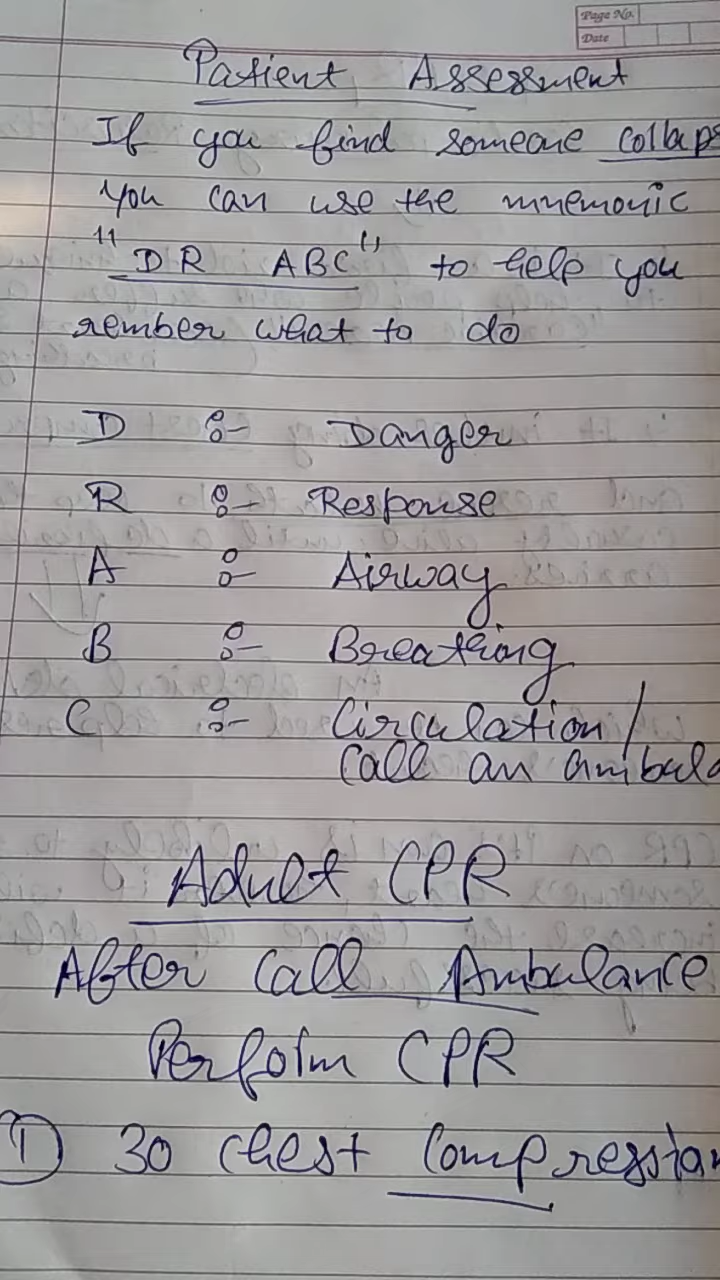 Page No.
Date
Patient Assessment
If you find someone collaps
you can use the mnemonic
"DR ABC" to help you
rember what to do
D :- Danger
R :- Response
A :- Airway
B :- Breathing
C :- Circulation/
Call an ambula
Adult CPR
After Call Ambulance
Perform CPR
1 30 chest compression